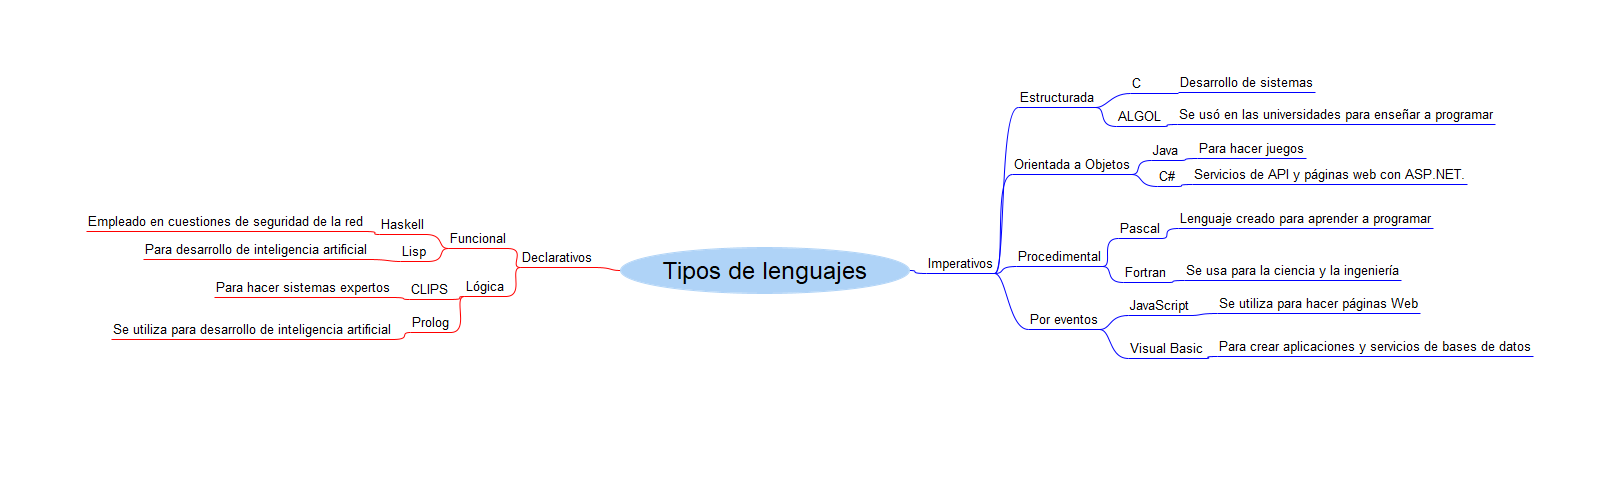 Tipos de lenguajes
Declarativos
Funcional
Haskell
Empleado en cuestiones de seguridad de la red
Lisp
Para desarrollo de inteligencia artificial
Lógica
CLIPS
Para hacer sistemas expertos
Prolog
Se utiliza para desarrollo de inteligencia artificial
Imperativos
Estructurada
C
Desarrollo de sistemas
ALGOL
Se usó en las universidades para enseñar a programar
Orientada a Objetos
Java
Para hacer juegos
C#
Servicios de API y páginas web con ASP.NET.
Procedimental
Pascal
Lenguaje creado para aprender a programar
Fortran
Se usa para la ciencia y la ingeniería
Por eventos
JavaScript
Se utiliza para hacer páginas Web
Visual Basic
Para crear aplicaciones y servicios de bases de datos